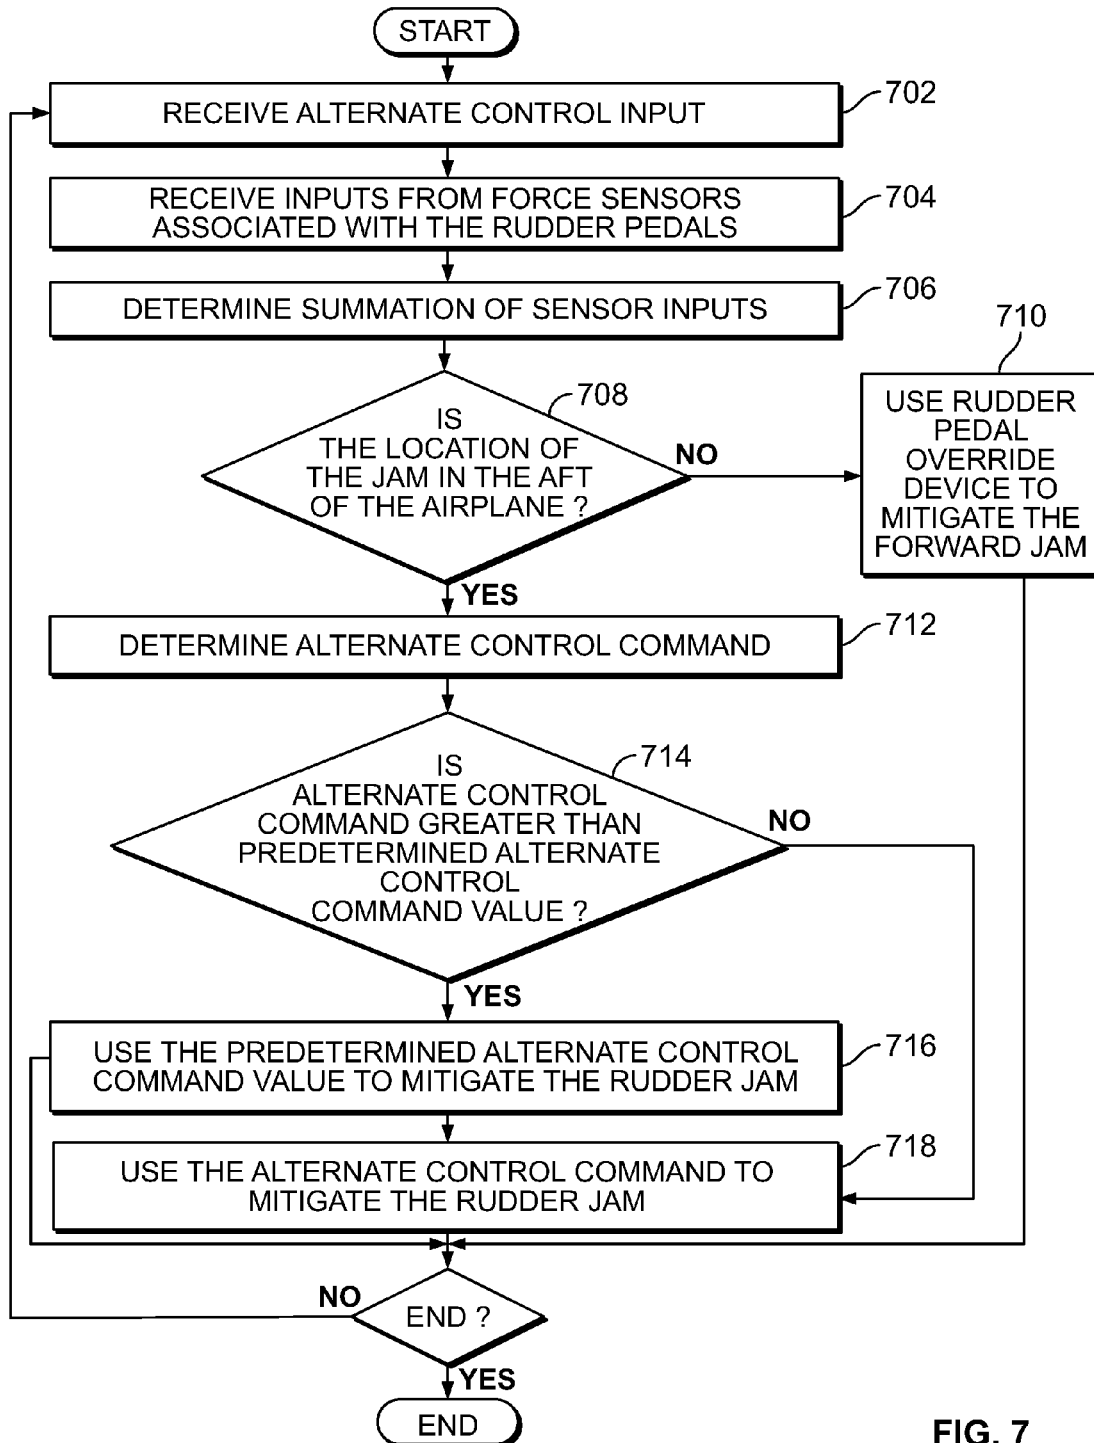 START
RECEIVE ALTERNATE CONTROL INPUT
702
RECEIVE INPUTS FROM FORCE SENSORS
ASSOCIATED WITH THE RUDDER PEDALS
704
DETERMINE SUMMATION OF SENSOR INPUTS
706
IS
THE LOCATION OF
THE JAM IN THE AFT
OF THE AIRPLANE ?
708
NO
710
USE RUDDER
PEDAL
OVERRIDE
DEVICE TO
MITIGATE THE
FORWARD JAM
YES
DETERMINE ALTERNATE CONTROL COMMAND
712
IS
ALTERNATE CONTROL
COMMAND GREATER THAN
PREDETERMINED ALTERNATE
CONTROL
COMMAND VALUE ?
714
NO
YES
USE THE PREDETERMINED ALTERNATE CONTROL
COMMAND VALUE TO MITIGATE THE RUDDER JAM
716
USE THE ALTERNATE CONTROL COMMAND TO
MITIGATE THE RUDDER JAM
718
NO
END ?
YES
END
FIG. 7